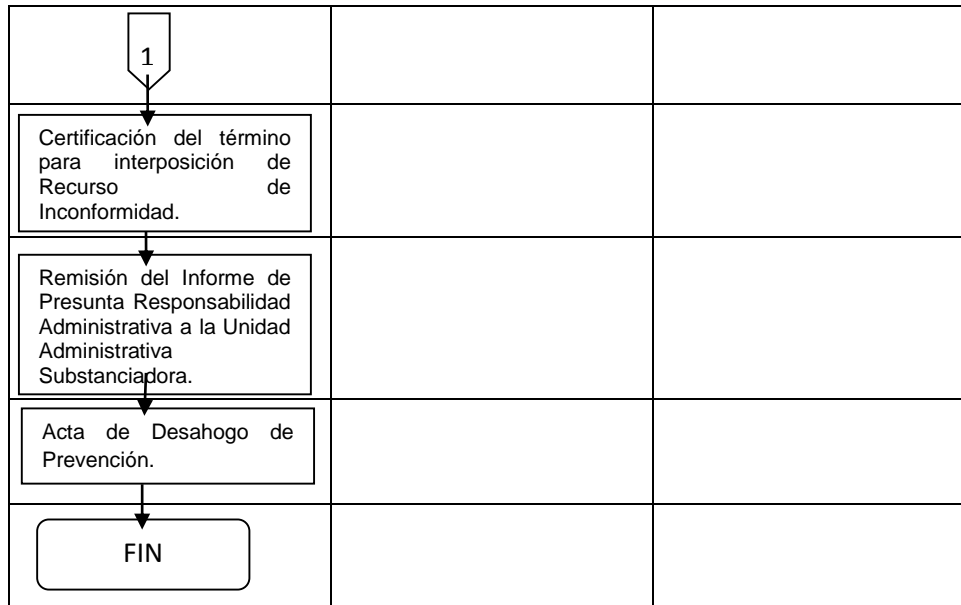 1
Certificación del término
para interposición de
Recurso de
Inconformidad.
Remisión del Informe de
Presunta Responsabilidad
Administrativa a la Unidad
Administrativa
Substanciadora.
Acta de Desahogo de
Prevención.
FIN